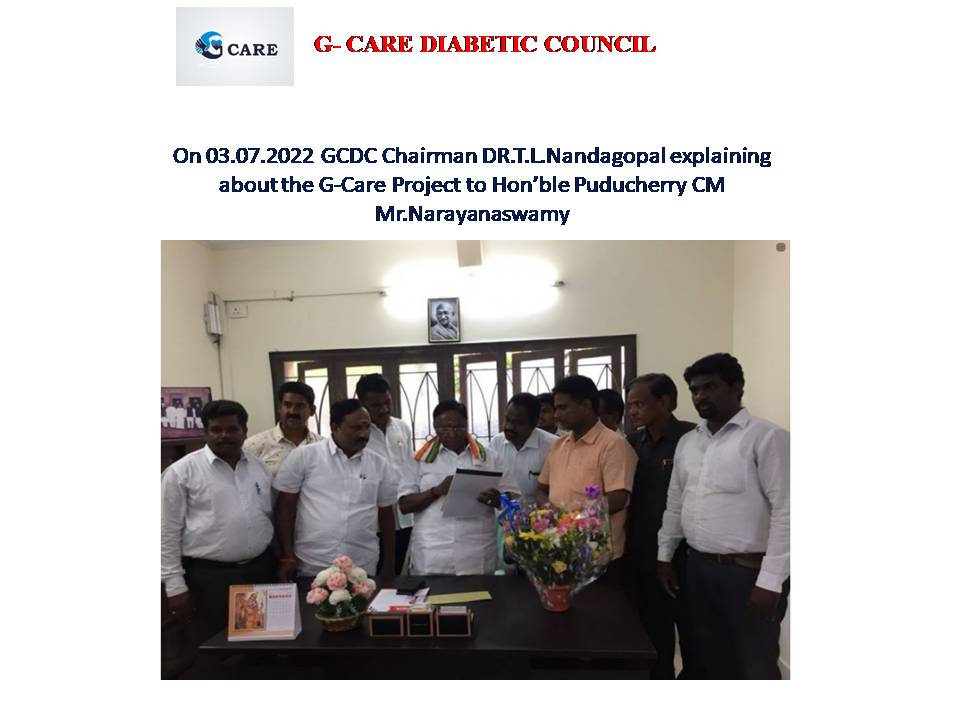 G CARE
G- CARE DIABETIC COUNCIL
On 03.07.2022 GCDC Chairman DR.T.L.Nandagopal explaining
about the G-Care Project to Hon’ble Puducherry CM
Mr.Narayanaswamy